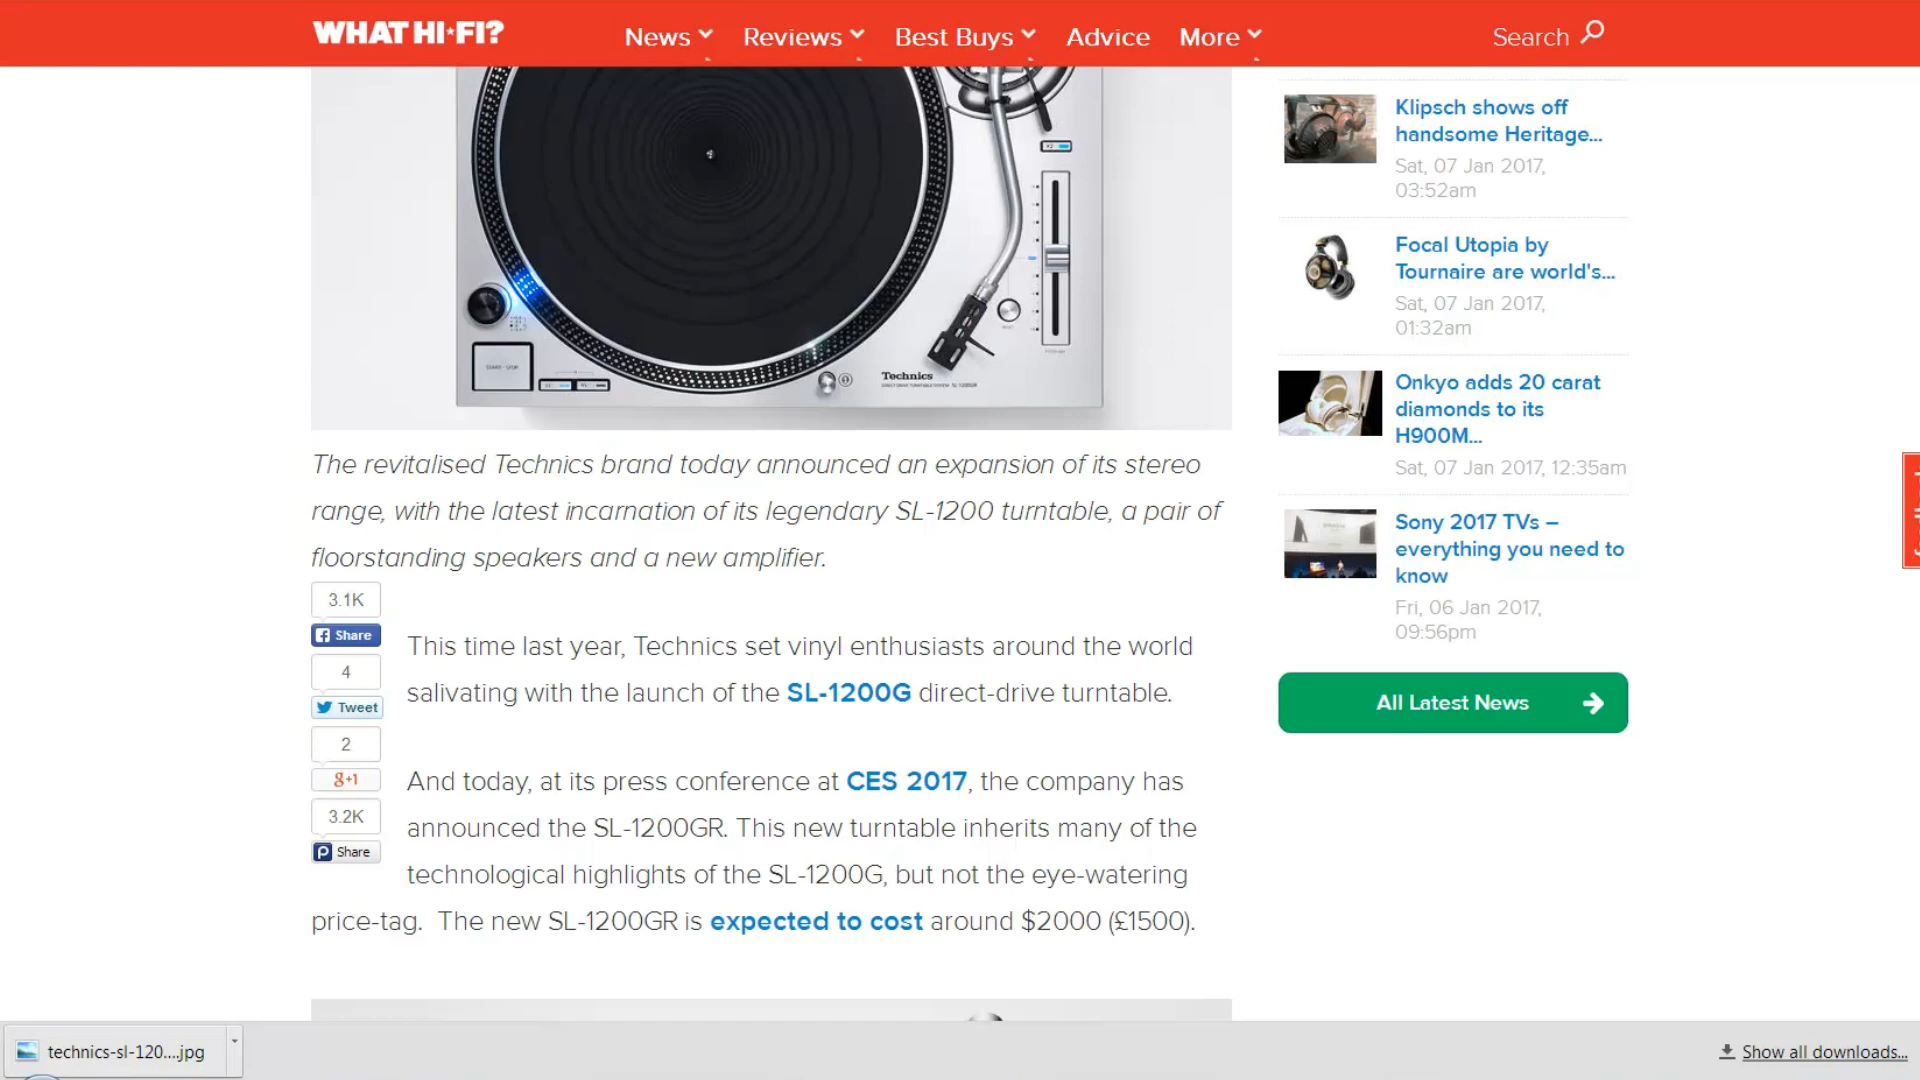 WHAT HI-FI?
News
Reviews
Best Buys
Advice
More
Search
Technics
The revitalised Technics brand today announced an expansion of its stereo
range, with the latest incarnation of its legendary SL-1200 turntable, a pair of
floorstanding speakers and a new amplifier.
3.1K
Share
4
Tweet
2
g+1
3.2K
Share
This time last year, Technics set vinyl enthusiasts around the world
salivating with the launch of the SL-1200G direct-drive turntable.
And today, at its press conference at CES 2017, the company has
announced the SL-1200GR. This new turntable inherits many of the
technological highlights of the SL-1200G, but not the eye-watering
price-tag. The new SL-1200GR is expected to cost around $2000 (£1500).
Klipsch shows off
handsome Heritage...
Sat, 07 Jan 2017,
03:52am
Focal Utopia by
Tournaire are world's...
Sat, 07 Jan 2017,
01:32am
Onkyo adds 20 carat
diamonds to its
H900M...
Sat, 07 Jan 2017, 12:35am
Sony 2017 TVs –
everything you need to
know
Fri, 06 Jan 2017,
09:56pm
All Latest News
technics-sl-120....jpg
Show all downloads...